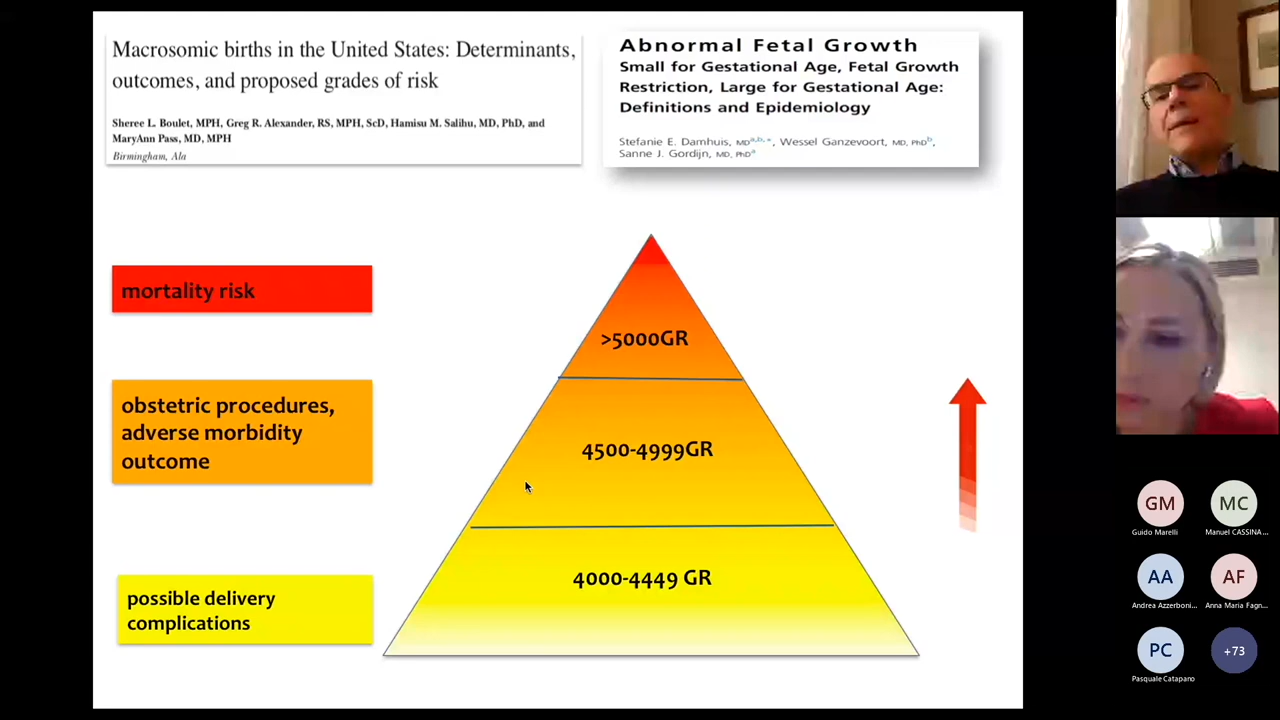 Macrosomic births in the United States: Determinants,
outcomes, and proposed grades of risk
Sheree L. Boulet, MPH, Greg R. Alexander, RS, MPH, ScD, Hamisu M. Salihu, MD, PhD, and
MaryAnn Pass, MD, MPH
Birmingham, Ala
Abnormal Fetal Growth
Small for Gestational Age, Fetal Growth
Restriction, Large for Gestational Age:
Definitions and Epidemiology
Stefanie E. Damhuis, MDa,b,*, Wessel Ganzevoort, MD, PhDb,
Sanne J. Gordijn, MD, PhDa
mortality risk
>5000GR
obstetric procedures,
adverse morbidity
outcome
4500-4999GR
possible delivery
complications
4000-4449 GR
GM
MC
Guido Marelli
Manuel CASSINA...
AA
AF
Andrea Azzerboni...
Anna Maria Fagn...
PC
+73
Pasquale Catapano